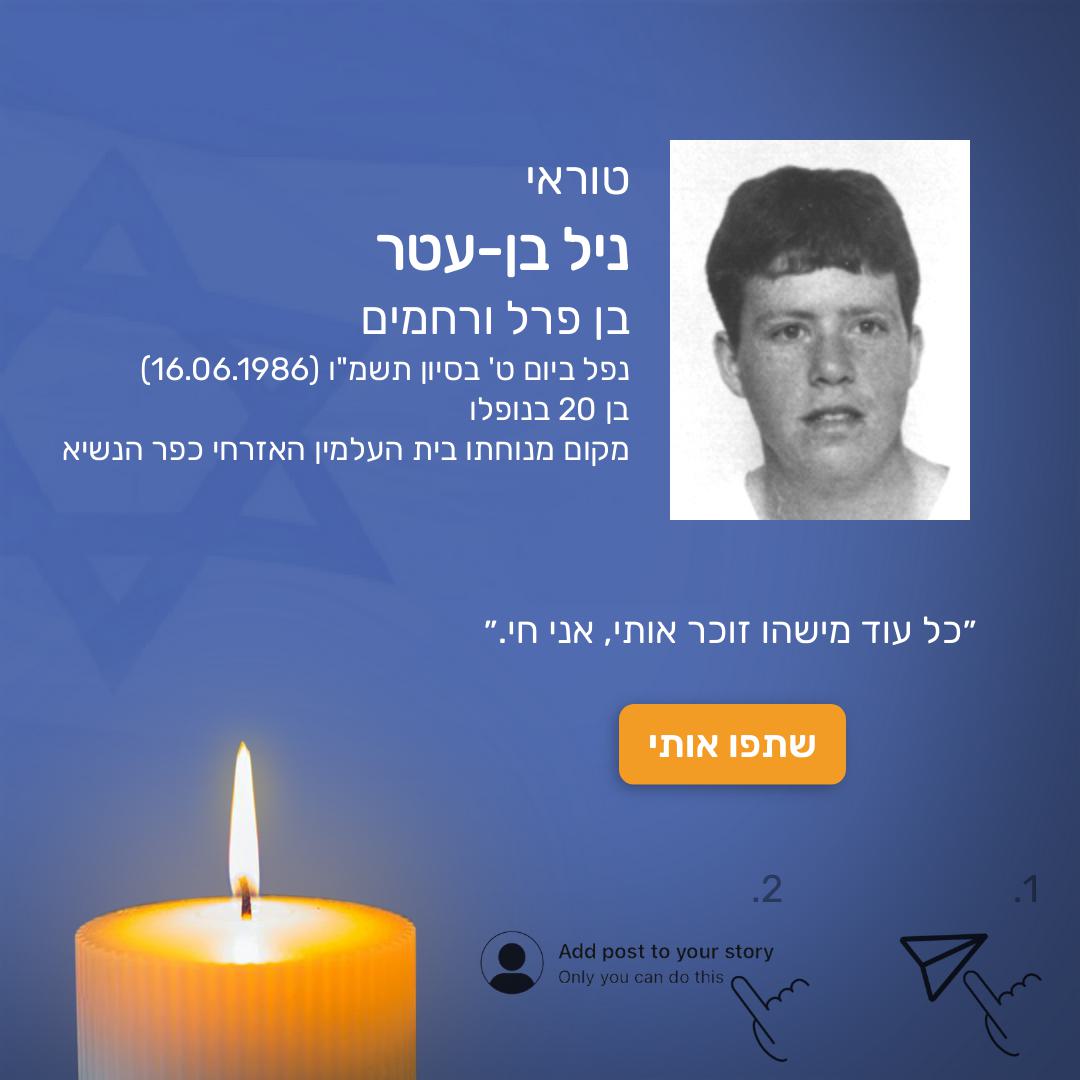 טוראי
ניל בן-עטר
בן פרל ורחמים
נפל ביום ט' בסיון תשמ"ו (16.06.1986)
בן 20 בנופלו
מקום מנוחתו בית העלמין האזרחי כפר הנשיא
״כל עוד מישהו זוכר אותי, אני חי.״
שתפו אותי
.1
.2
Add post to your story
Only you can do this